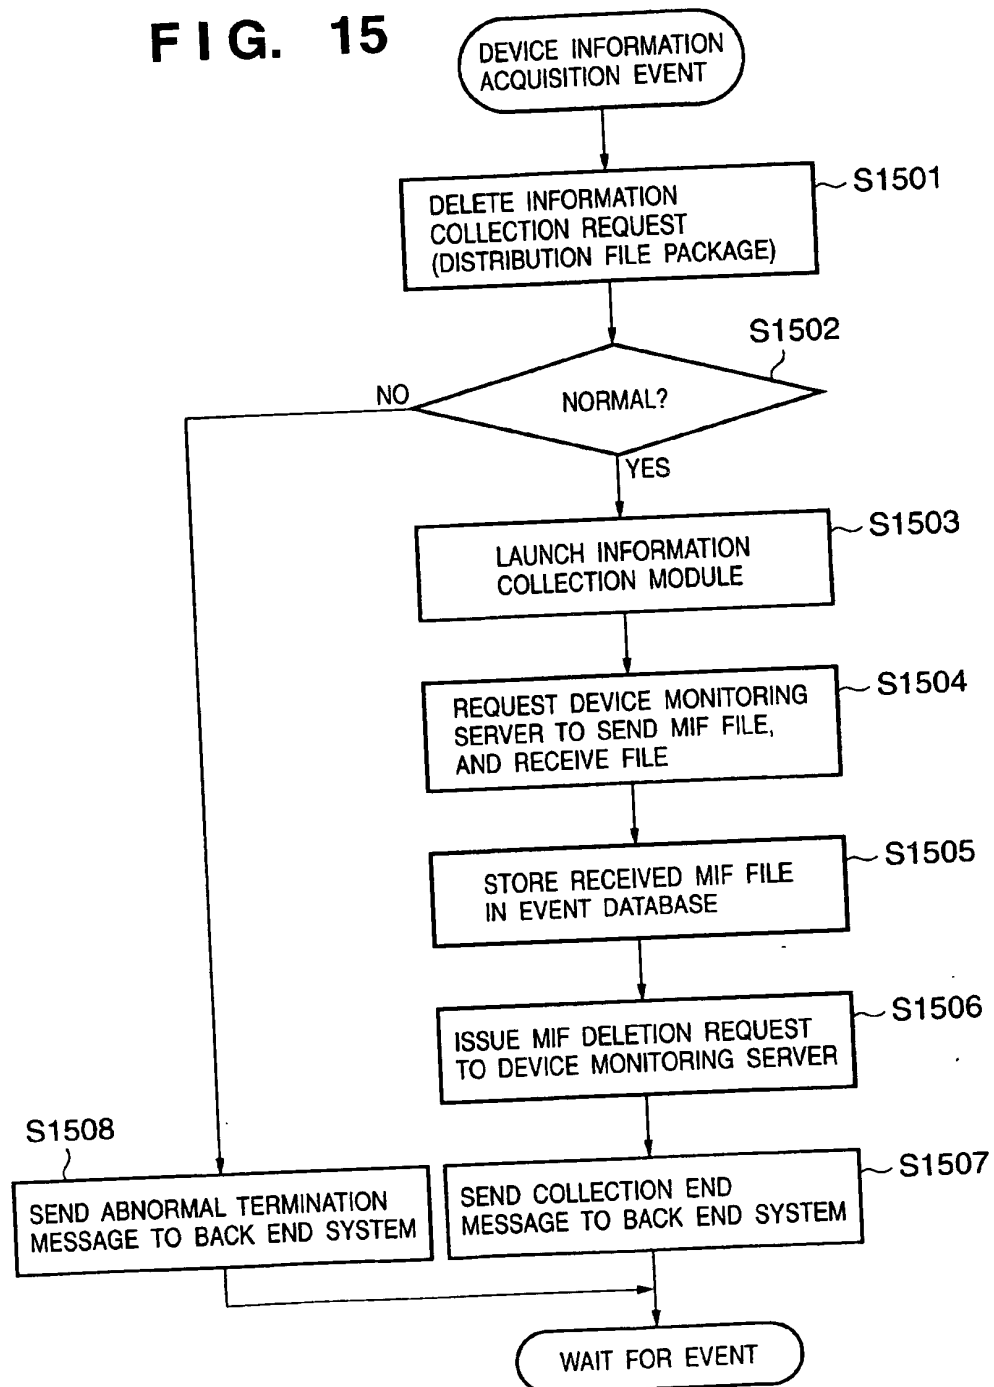 FIG. 15
DEVICE INFORMATION
ACQUISITION EVENT
S1501
DELETE INFORMATION
COLLECTION REQUEST
(DISTRIBUTION FILE PACKAGE)
S1502
NO
NORMAL?
YES
S1503
LAUNCH INFORMATION
COLLECTION MODULE
S1504
REQUEST DEVICE MONITORING
SERVER TO SEND MIF FILE,
AND RECEIVE FILE
S1505
STORE RECEIVED MIF FILE
IN EVENT DATABASE
S1506
ISSUE MIF DELETION REQUEST
TO DEVICE MONITORING SERVER
S1508
SEND ABNORMAL TERMINATION
MESSAGE TO BACK END SYSTEM
S1507
SEND COLLECTION END
MESSAGE TO BACK END SYSTEM
WAIT FOR EVENT